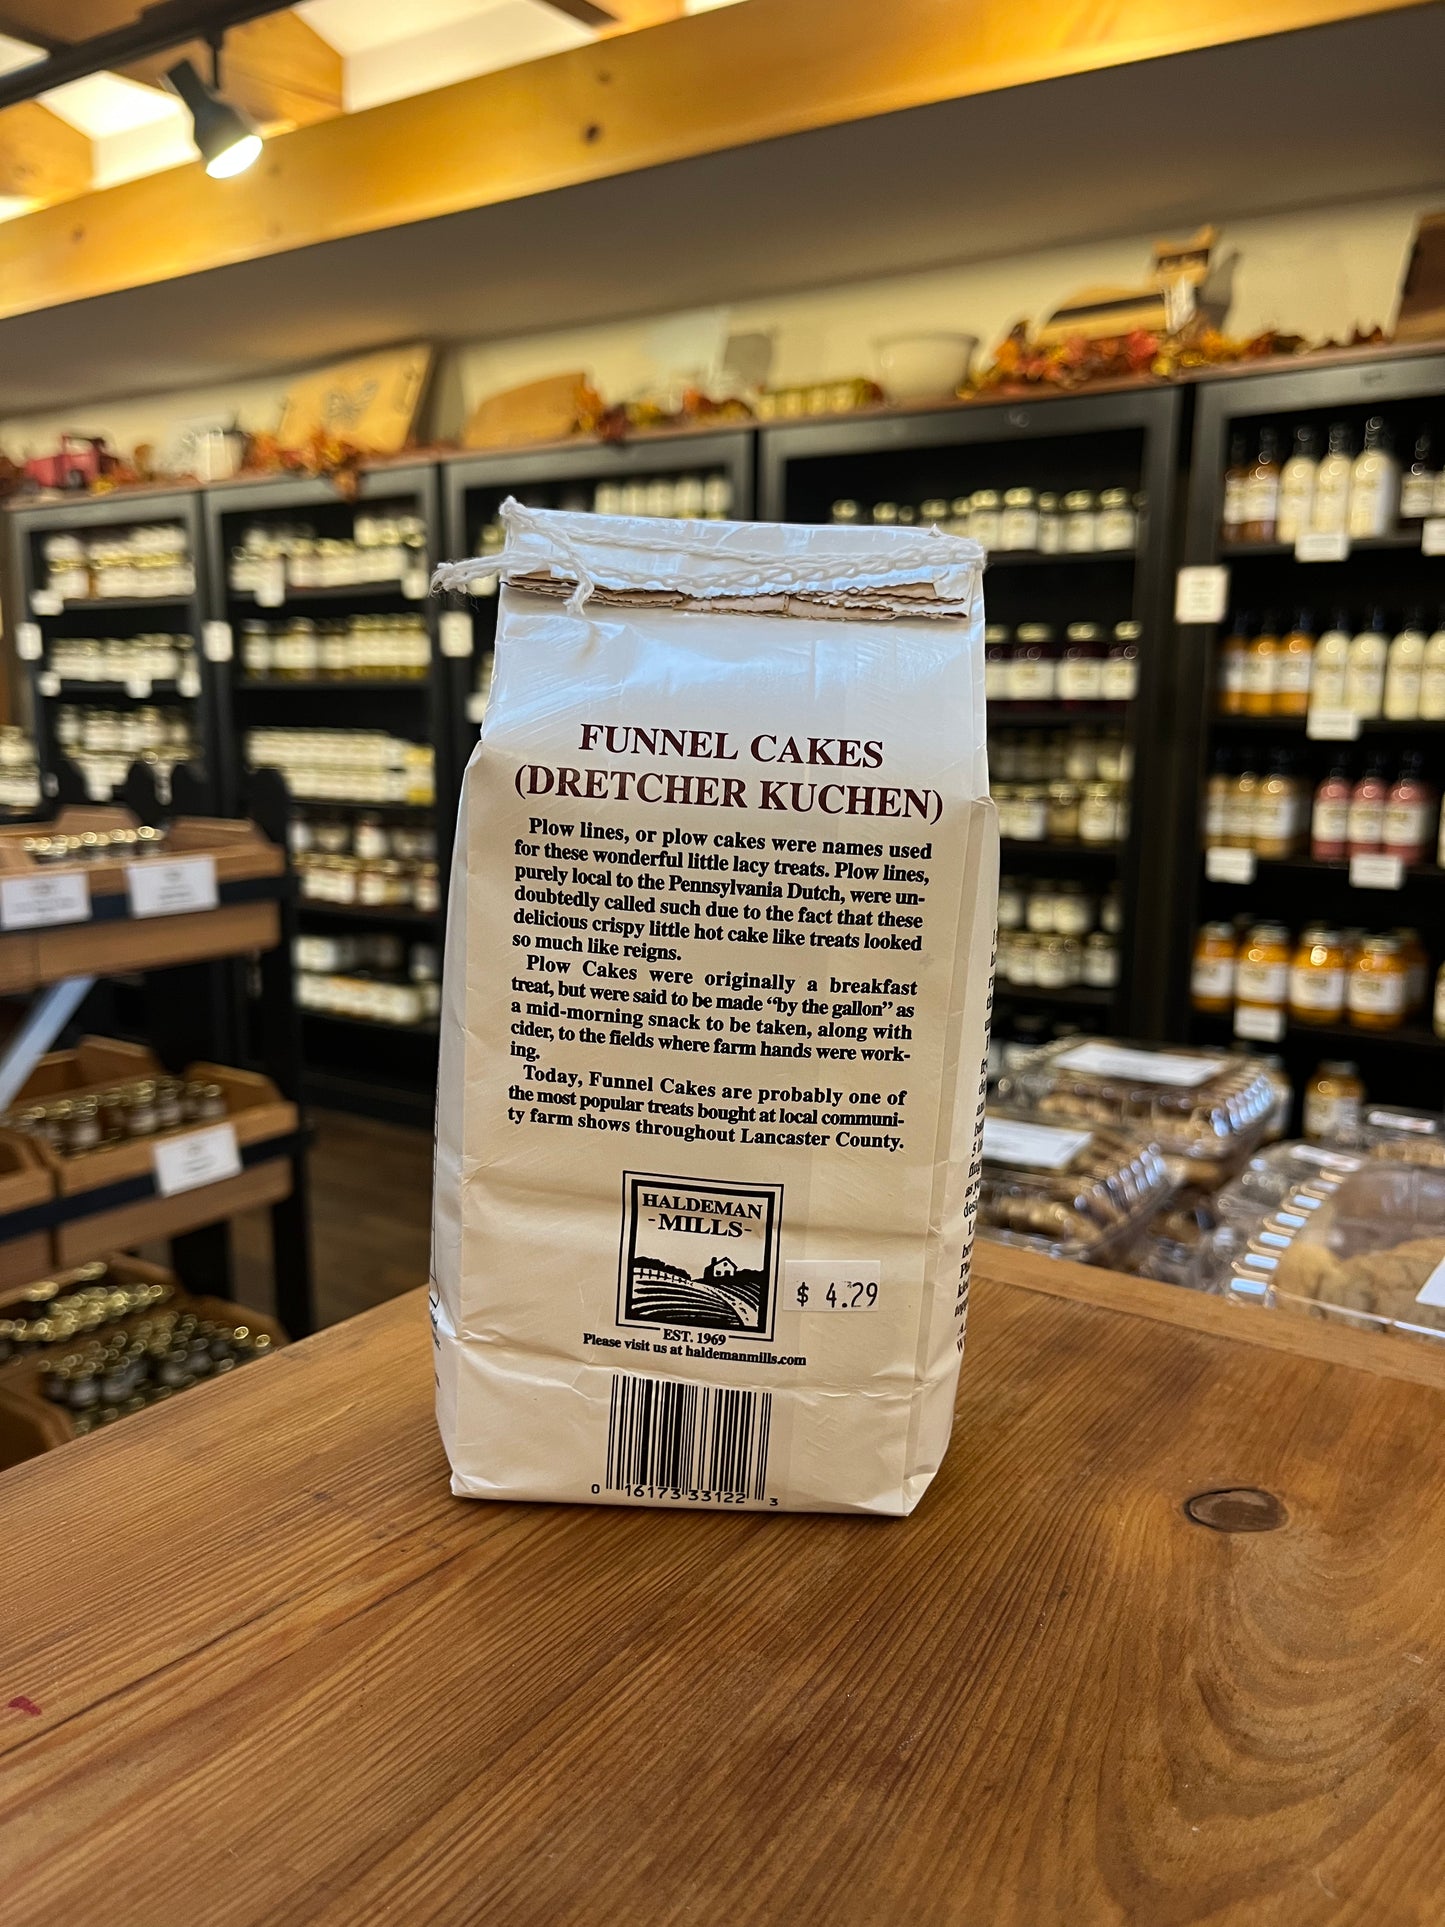 FUNNEL CAKES
(DRETCHER KUCHEN)
Plow lines, or plow cakes were names used
for these wonderful little lacy treats. Plow lines,
purely local to the Pennsylvania Dutch, were un-
doubtedly called such due to the fact that these
delicious crispy little hot cake like treats looked
so much like reigns.
Plow Cakes were originally a breakfast
treat, but were said to be made “by the gallon” as
a mid-morning snack to be taken, along with
cider, to the fields where farm hands were work-
ing.
Today, Funnel Cakes are probably one of
the most popular treats bought at local communi-
ty farm shows throughout Lancaster County.
HALDEMAN
-MILLS-
$ 4.29
EST. 1969
Please visit us at haldemanmills.com
0 16173 33122 3